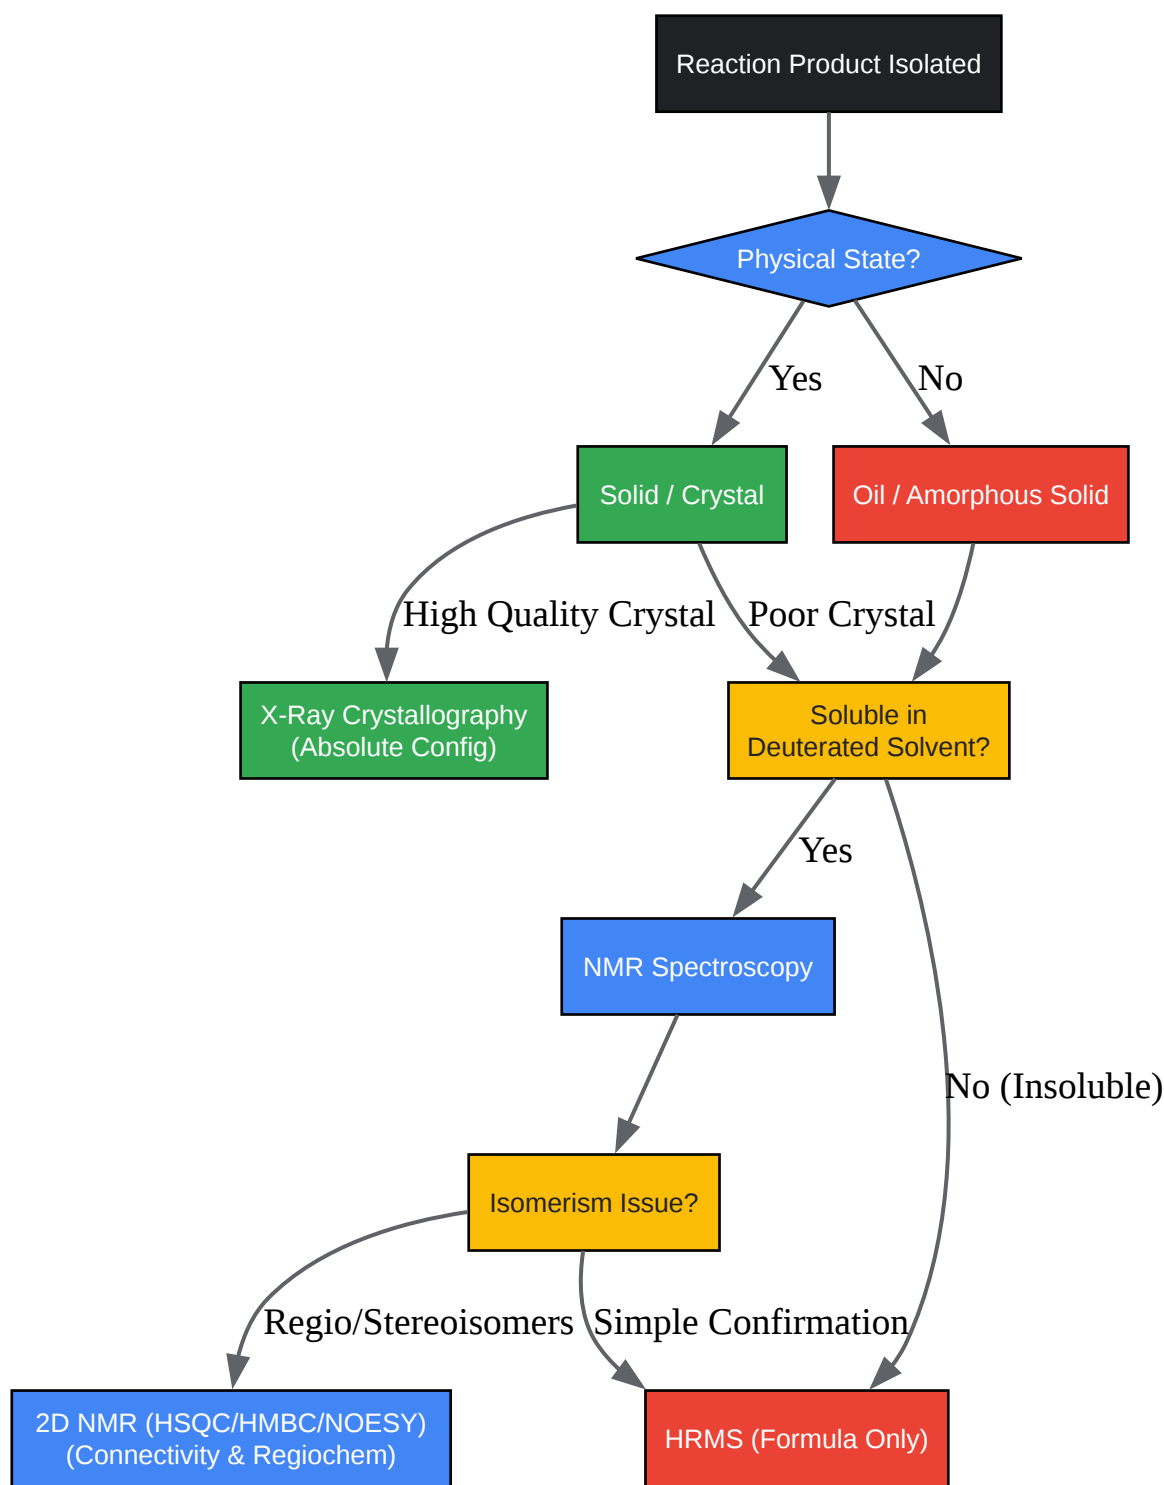 Reaction Product Isolated
Physical State?
Yes
No
Solid / Crystal
Oil / Amorphous Solid
High Quality Crystal
Poor Crystal
X-Ray Crystallography
(Absolute Config)
Soluble in
Deuterated Solvent?
Yes
NMR Spectroscopy
No (Insoluble)
Isomerism Issue?
Regio/Stereoisomers
Simple Confirmation
2D NMR (HSQC/HMBC/NOESY)
(Connectivity & Regiochem)
HRMS (Formula Only)